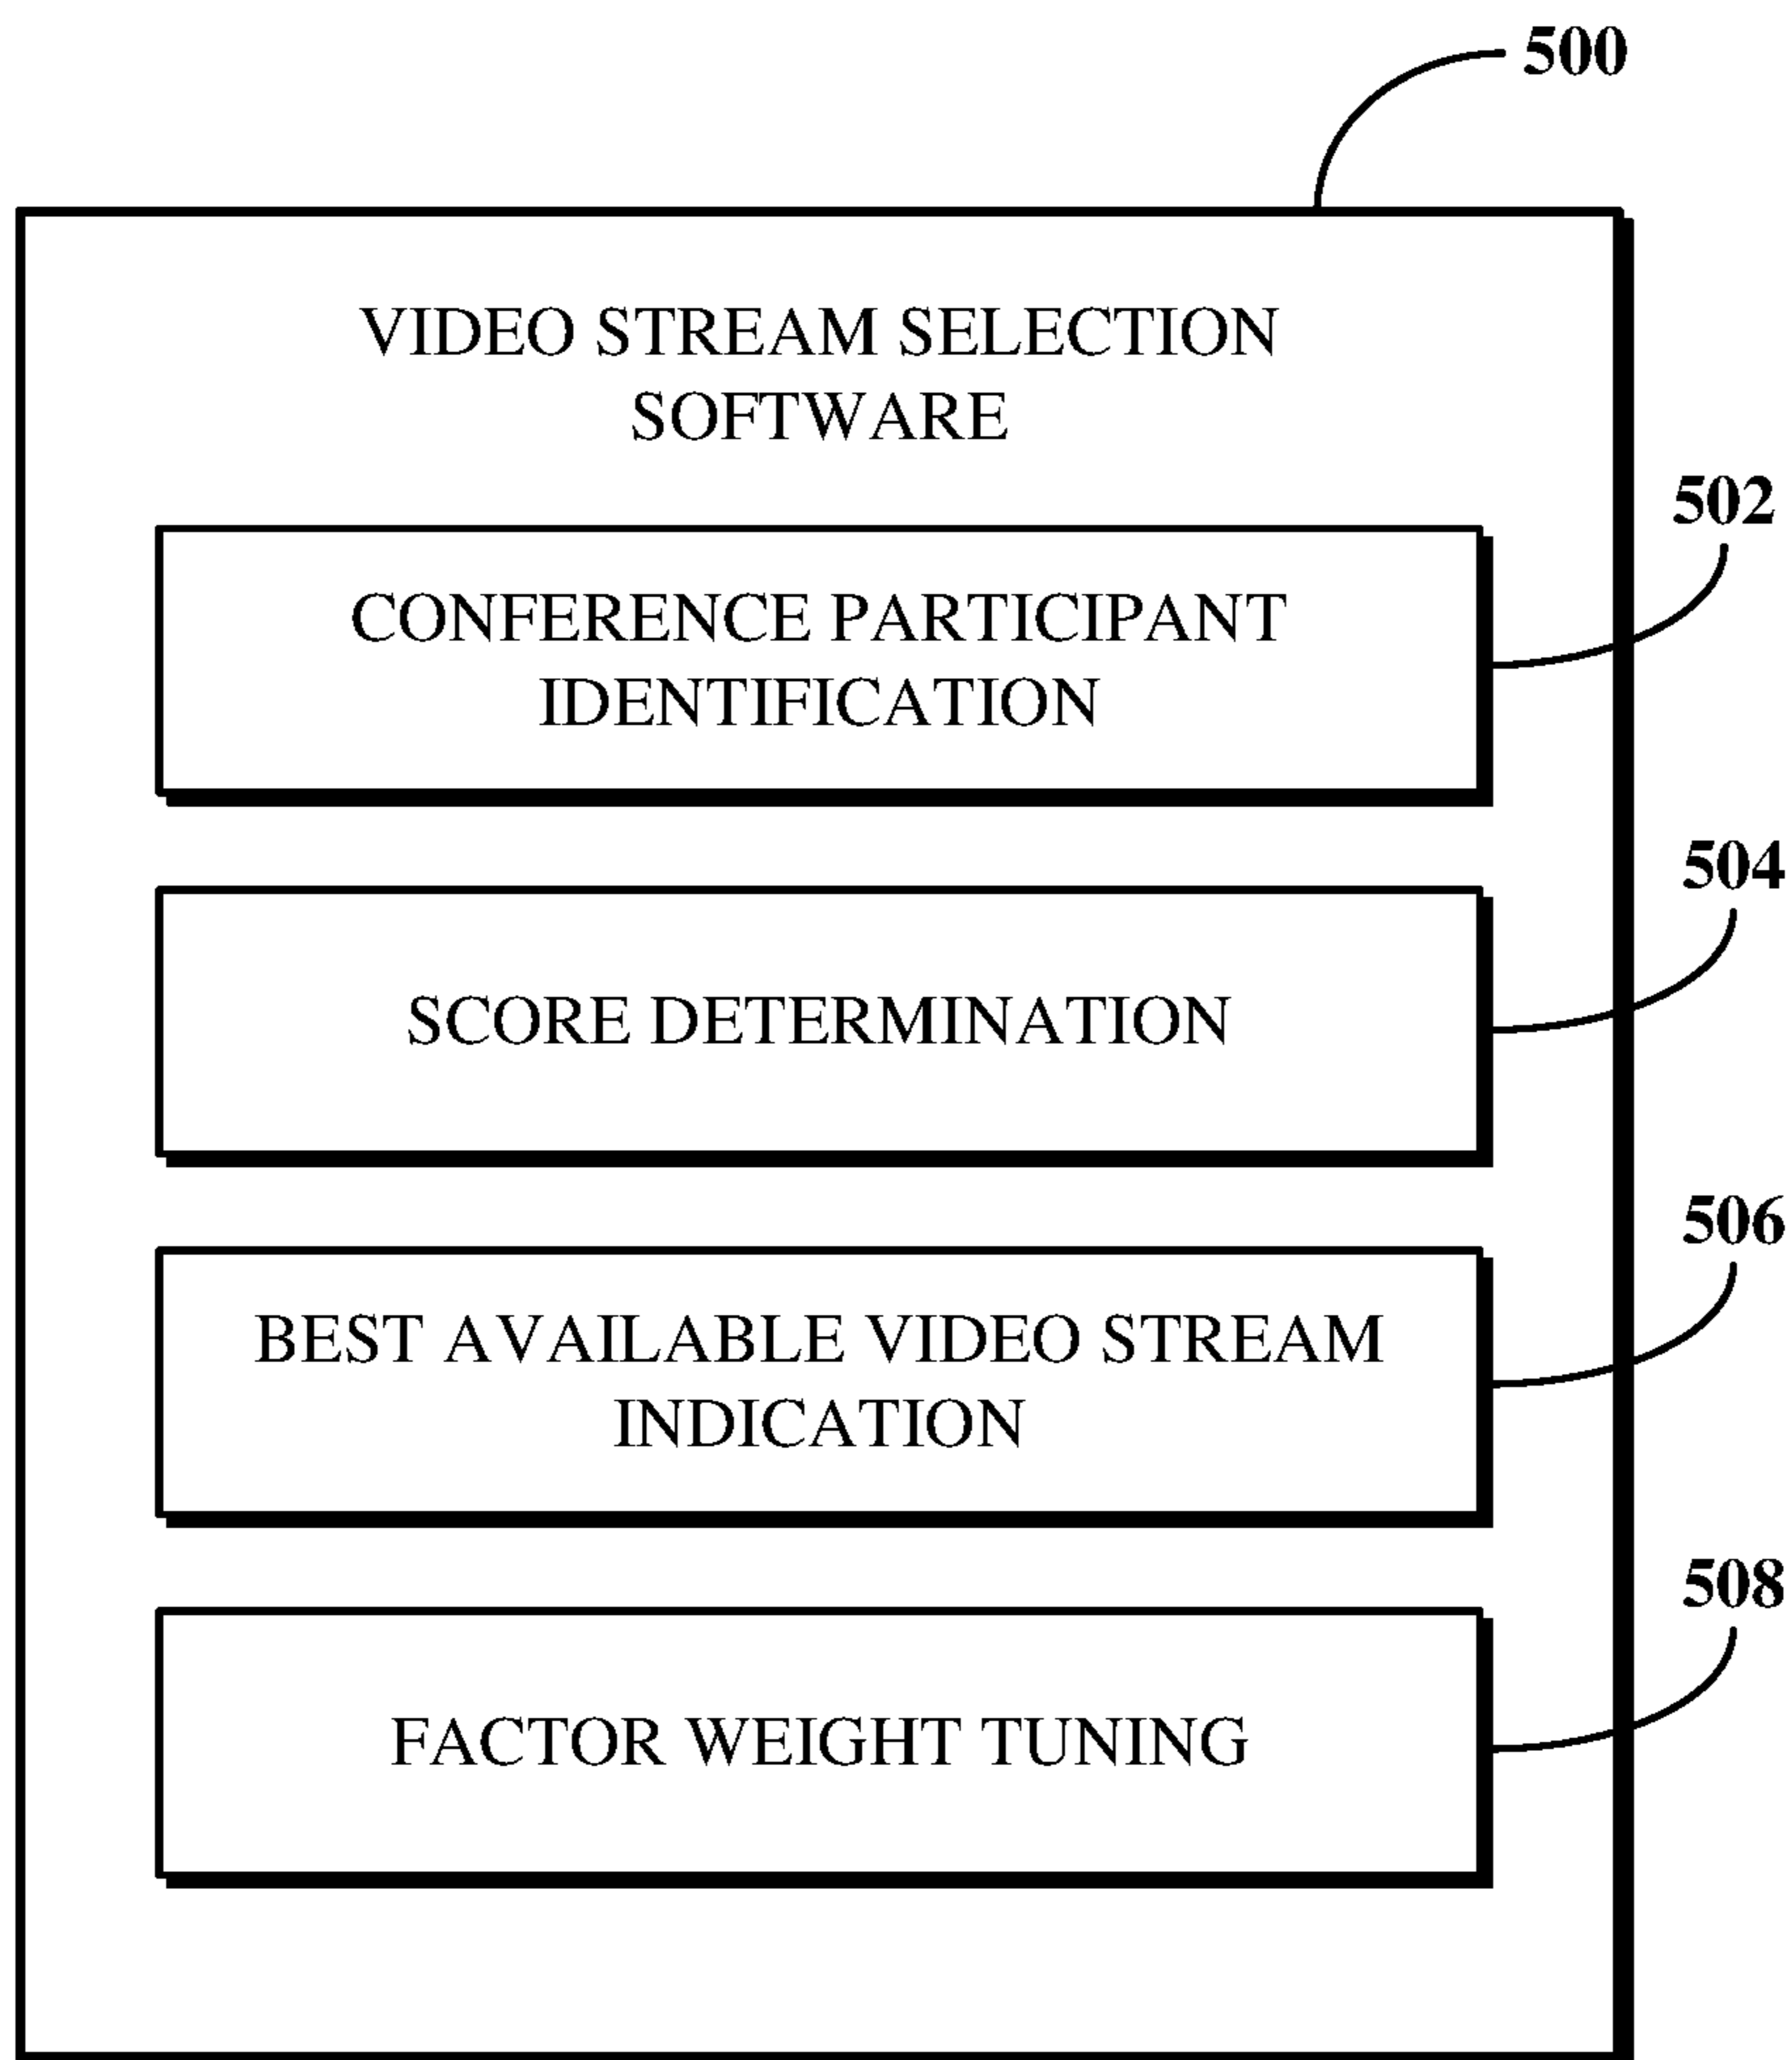 500
VIDEO STREAM SELECTION
SOFTWARE
502
CONFERENCE PARTICIPANT
IDENTIFICATION
504
SCORE DETERMINATION
506
BEST AVAILABLE VIDEO STREAM
INDICATION
508
FACTOR WEIGHT TUNING